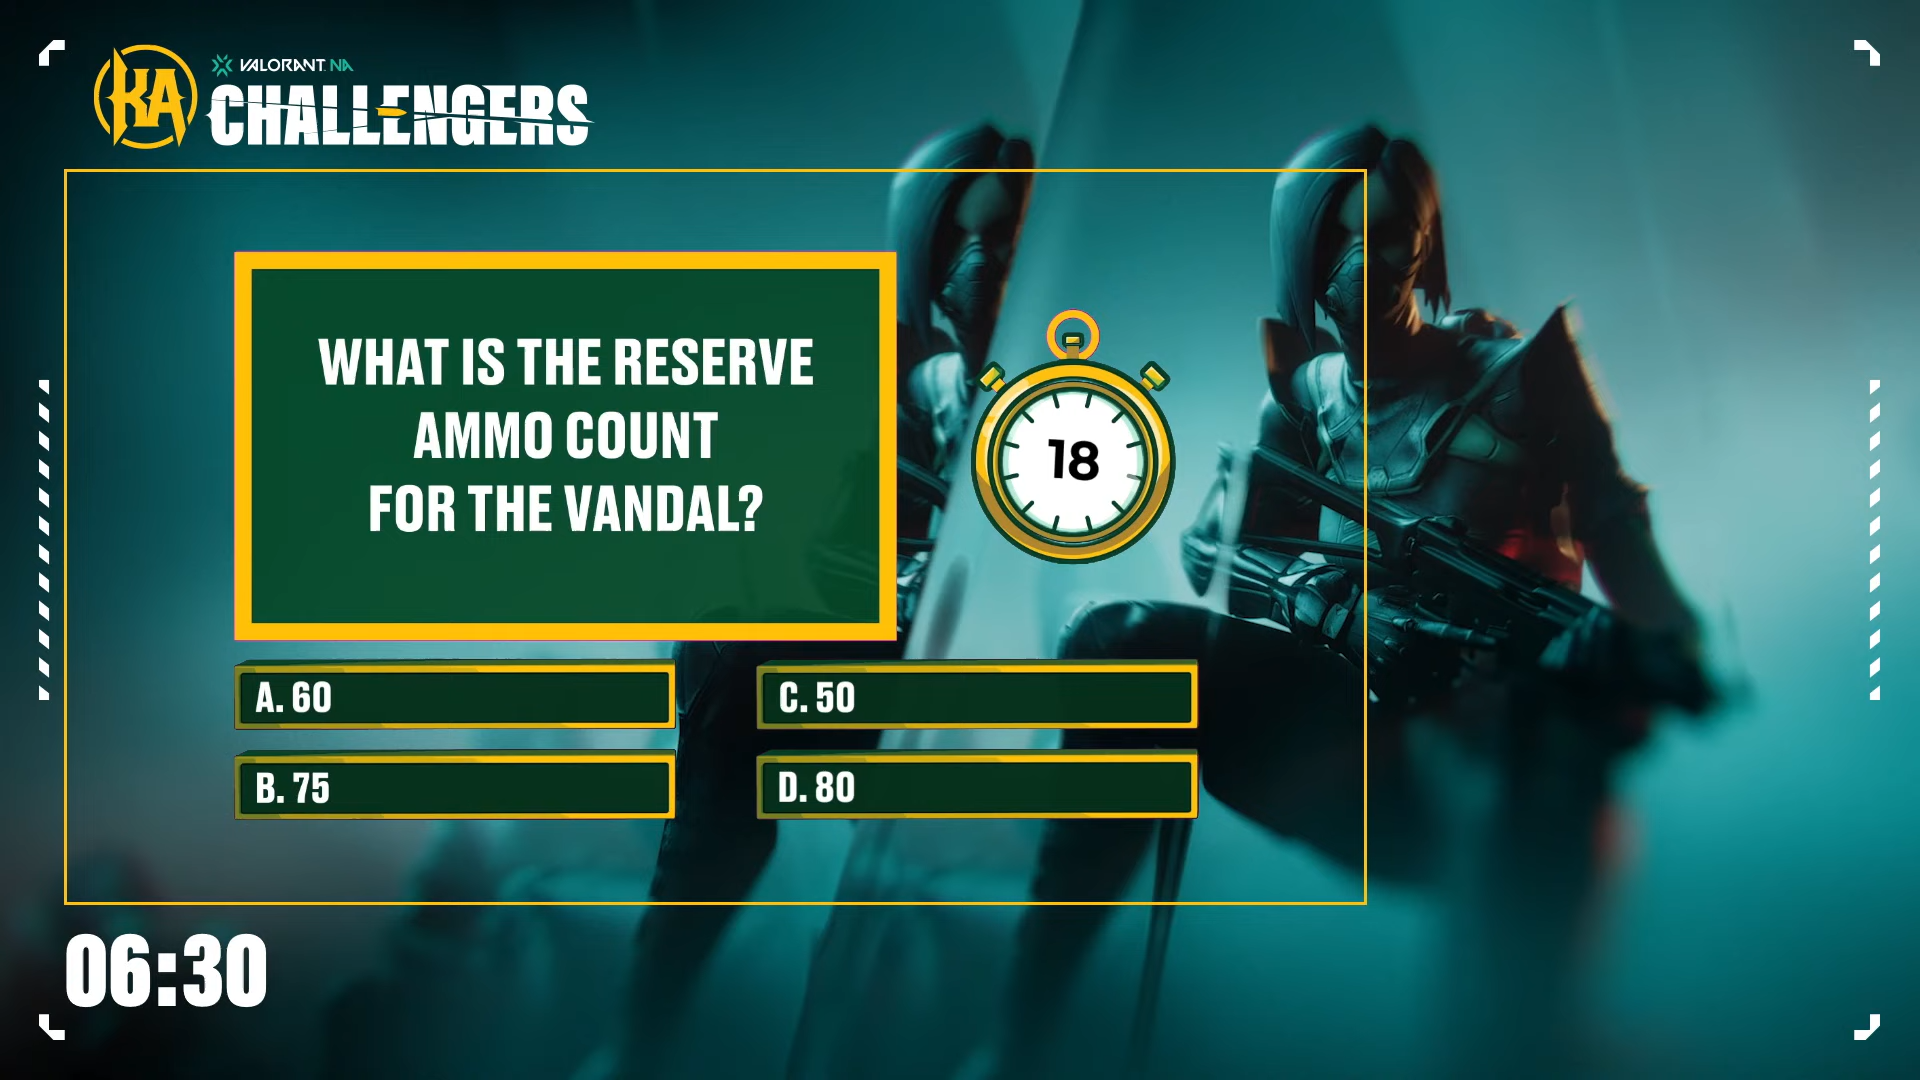 KA
VALORANT NA
CHALLENGERS
WHAT IS THE RESERVE
AMMO COUNT
FOR THE VANDAL?
18
A. 60
C. 50
B. 75
D. 80
06:30